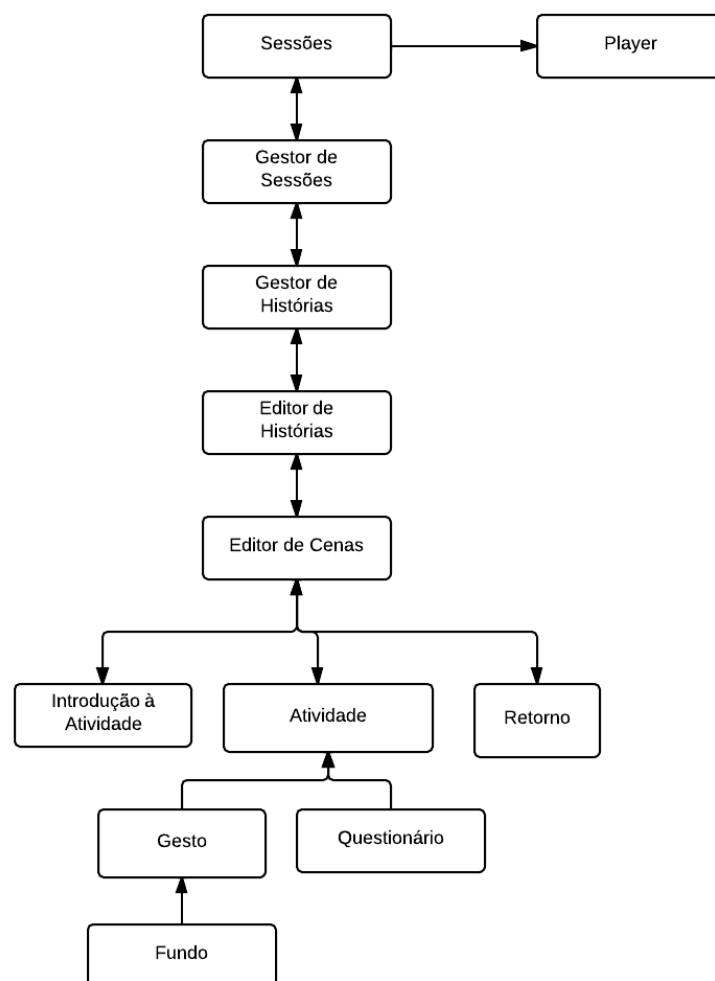 Sessões
Player
Gestor de
Sessões
Gestor de
Histórias
Editor de
Histórias
Editor de Cenas
Introdução à
Atividade
Atividade
Retorno
Gesto
Questionário
Fundo